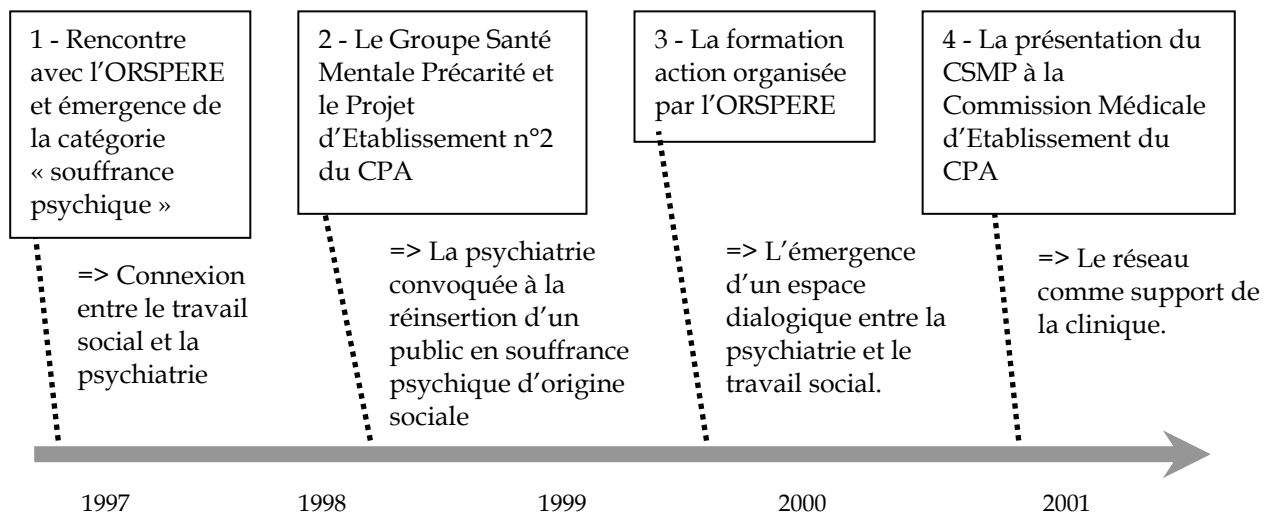 1 - Rencontre
avec l’ORSPERE
et émergence de
la catégorie
« souffrance
psychique »
2 - Le Groupe Santé
Mentale Précarité et
le Projet
d’Etablissement n°2
du CPA
3 - La formation
action organisée
par l’ORSPERE
4 - La présentation du
CSMP à la
Commission Médicale
d’Etablissement du
CPA
=> Connexion
entre le travail
social et la
psychiatrie
=> La psychiatrie
convoquée à la
réinsertion d’un
public en souffrance
psychique d’origine
sociale
=> L’émergence
d’un espace
dialogique entre la
psychiatrie et le
travail social.
=> Le réseau
comme support de
la clinique.
1997 1998 1999 2000 2001